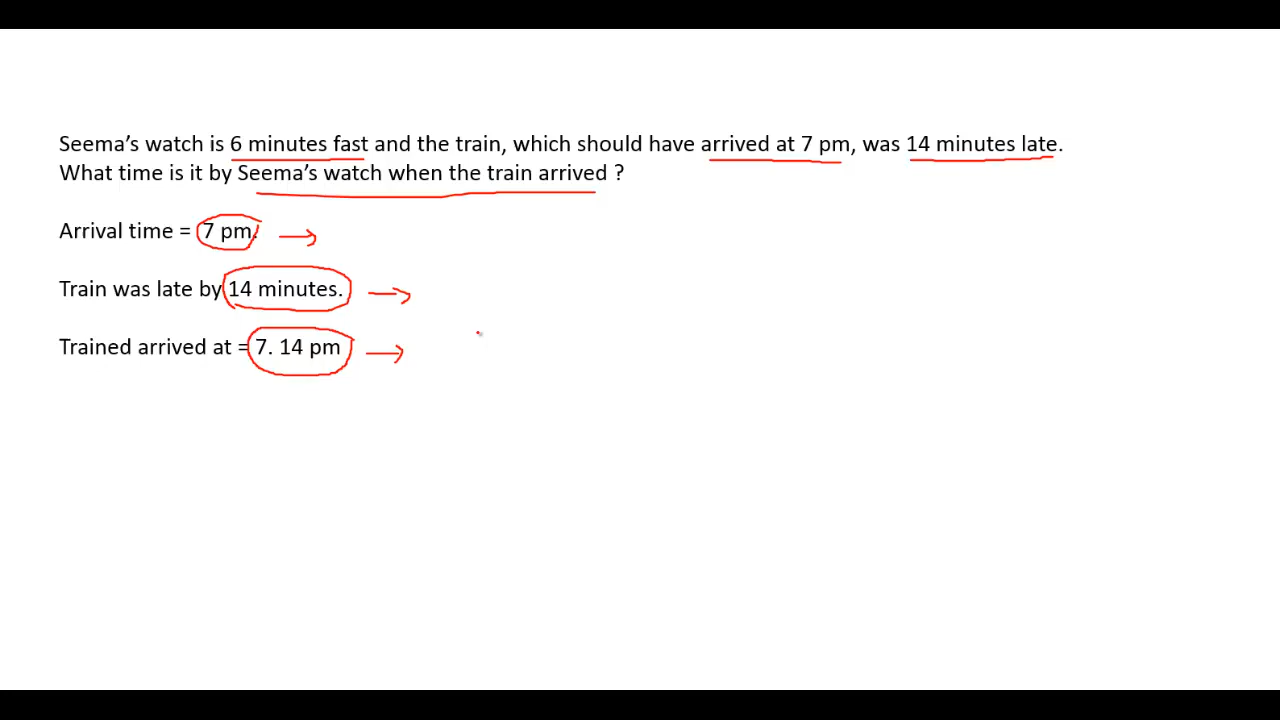 Seema’s watch is 6 minutes fast and the train, which should have arrived at 7 pm, was 14 minutes late.
What time is it by Seema’s watch when the train arrived ?
Arrival time = 7 pm.
Train was late by 14 minutes.
Trained arrived at = 7. 14 pm